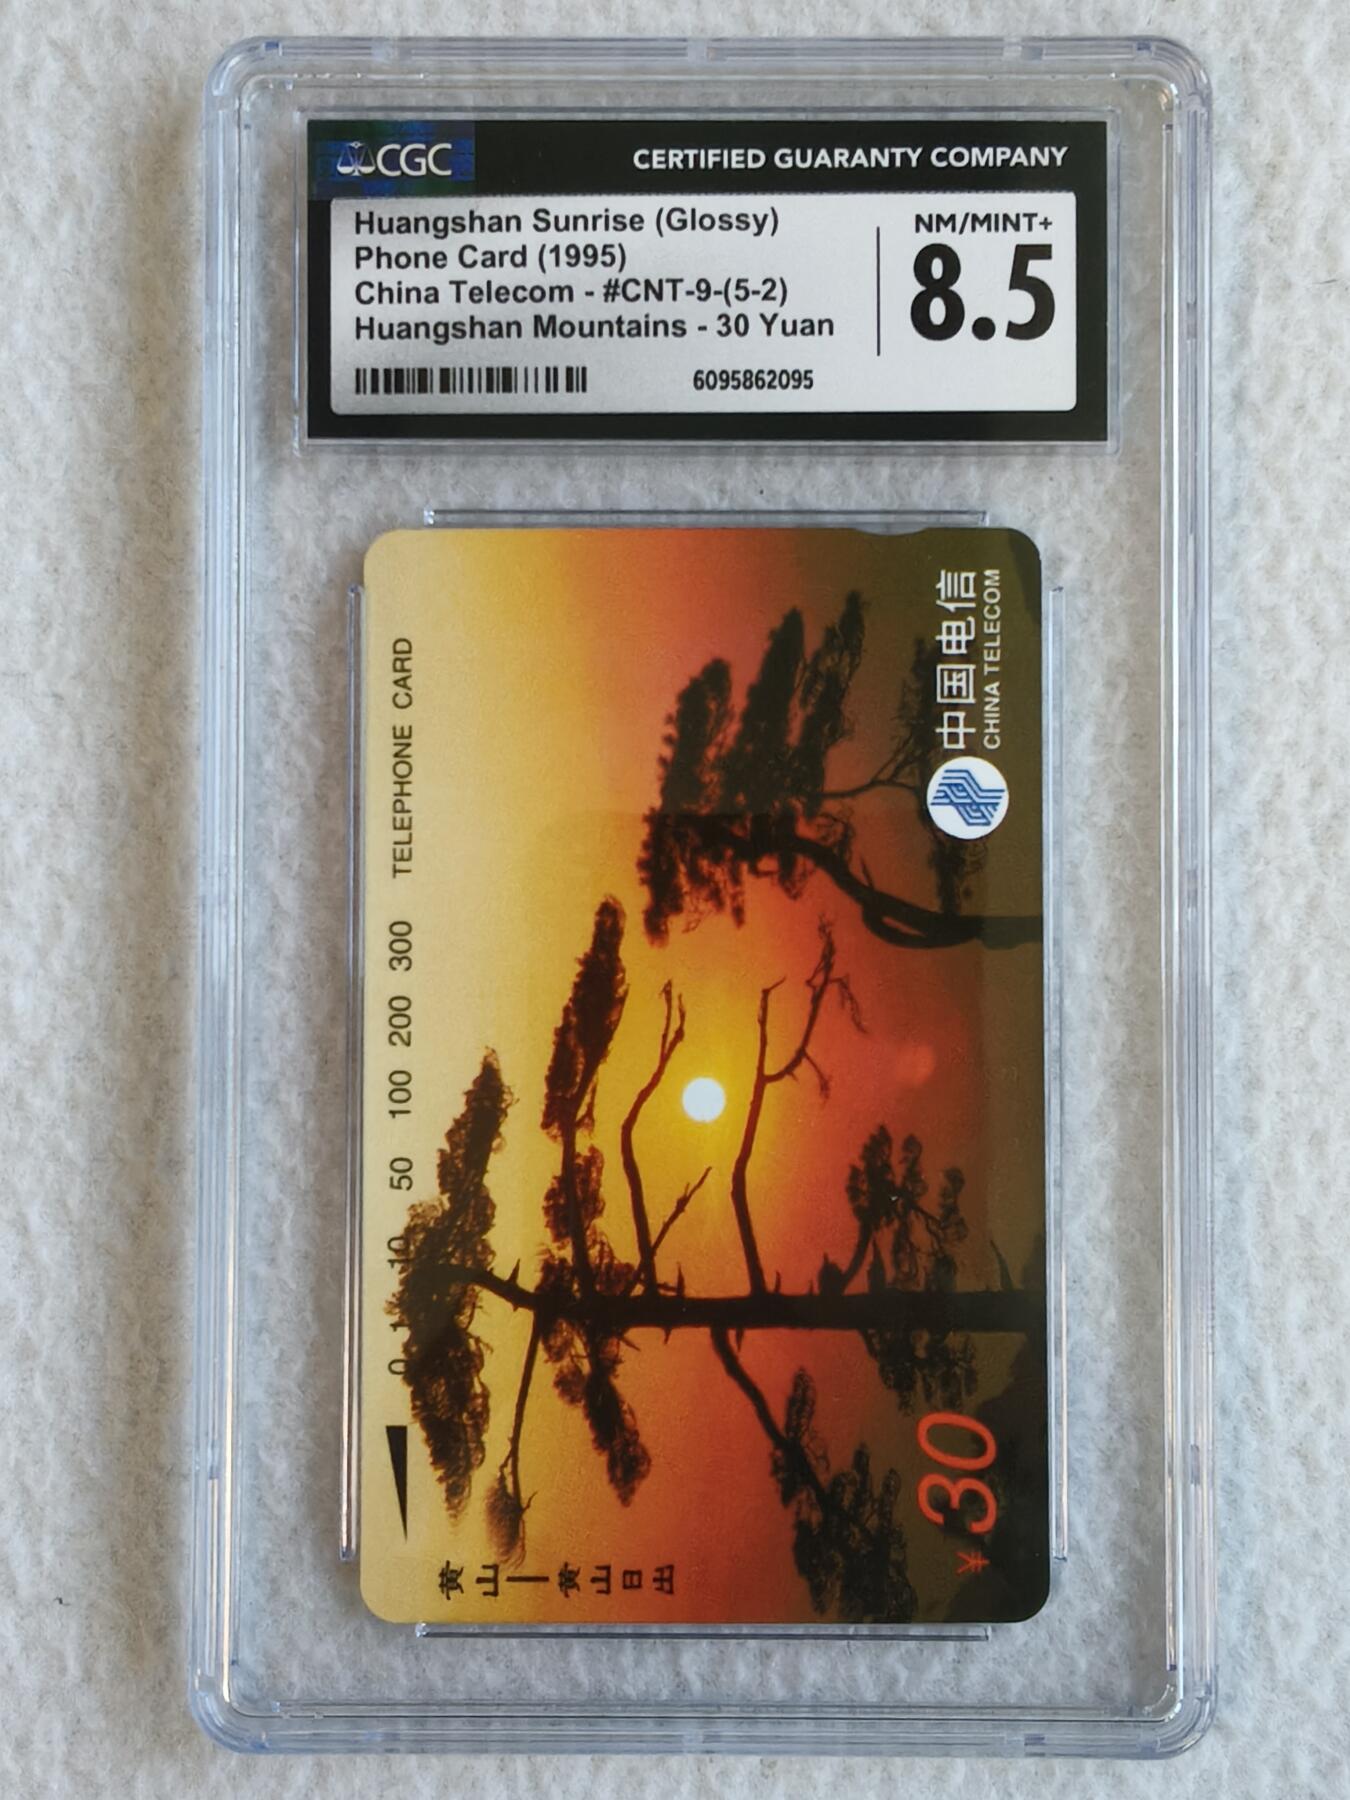 CGC
CERTIFIED GUARANTY COMPANY
Huangshan Sunrise (Glossy)
Phone Card (1995)
China Telecom - #CNT-9-(5-2)
Huangshan Mountains - 30 Yuan
NM/MINT+
8.5
6095862095
0 1 10 50 100 200 300 TELEPHONE CARD
黄山—黄山日出
中国电信
CHINA TELECOM
¥30